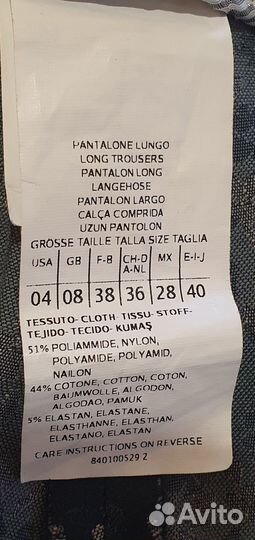 PANTALONE LUNGO
LONG TROUSERS
PANTALON LONG
LANGEHOSE
PANTALON LARGO
CALÇA COMPRIDA
UZUN PANTOLON
GRÖSSE TAILLE TALLA SIZE TAGLIA
USA GB F-B CH-D A-NL MX E-I-J
04 08 38 36 28 40
TESSUTO-CLOTH-TISSU-STOFF-
TEJIDO-TECIDO-KUMAŞ
51% POLIAMMIDE, NYLON,
POLYAMIDE, POLYAMID,
NAILON
44% COTONE, COTTON, COTON,
BAUMWOLLE, ALGODON,
ALGODAO, PAMUK
5% ELASTAN, ELASTANE,
ELASTHANNE, ELASTHAN,
ELASTANO, ELASTAN
CARE INSTRUCTIONS ON REVERSE
840100529 2
Avito